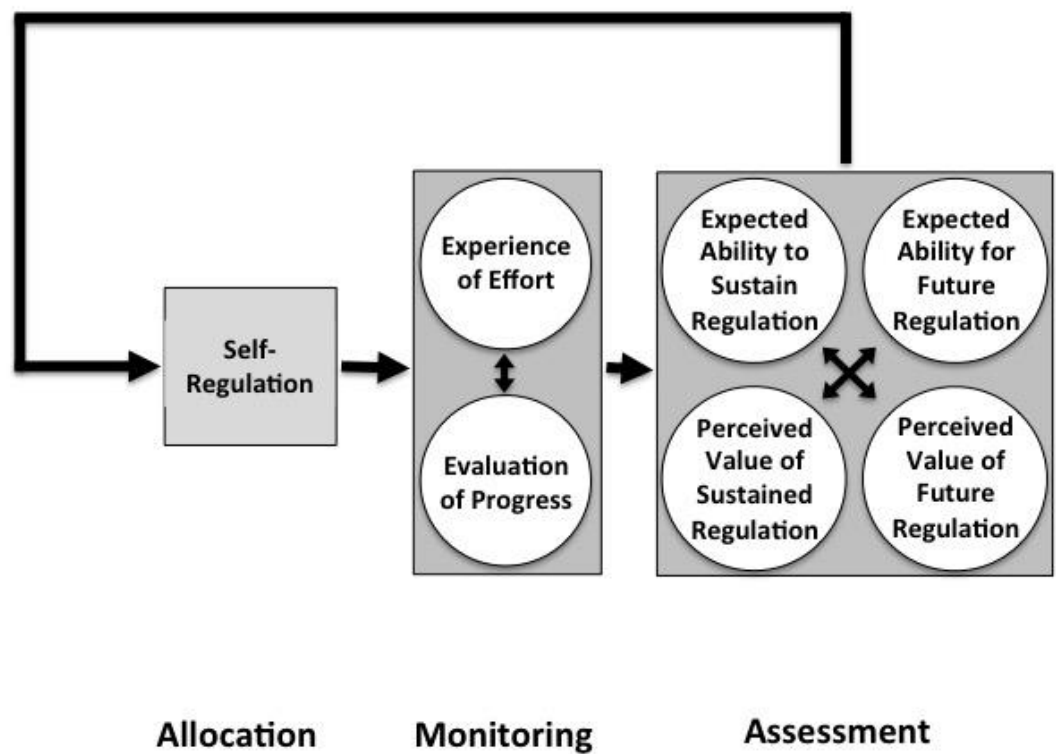 Self-
Regulation
Experience
of Effort
Evaluation
of Progress
Expected
Ability to
Sustain
Regulation
Expected
Ability for
Future
Regulation
Perceived
Value of
Sustained
Regulation
Perceived
Value of
Future
Regulation
Allocation
Monitoring
Assessment